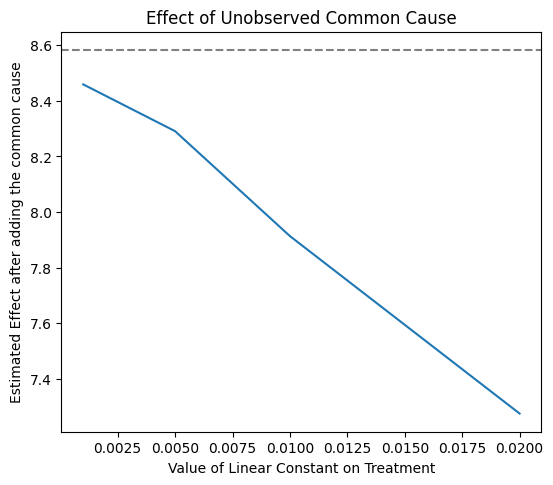 Effect of Unobserved Common Cause
Estimated Effect after adding the common cause
8.6
8.4
8.2
8.0
7.8
7.6
7.4
0.0025 0.0050 0.0075 0.0100 0.0125 0.0150 0.0175 0.0200
Value of Linear Constant on Treatment